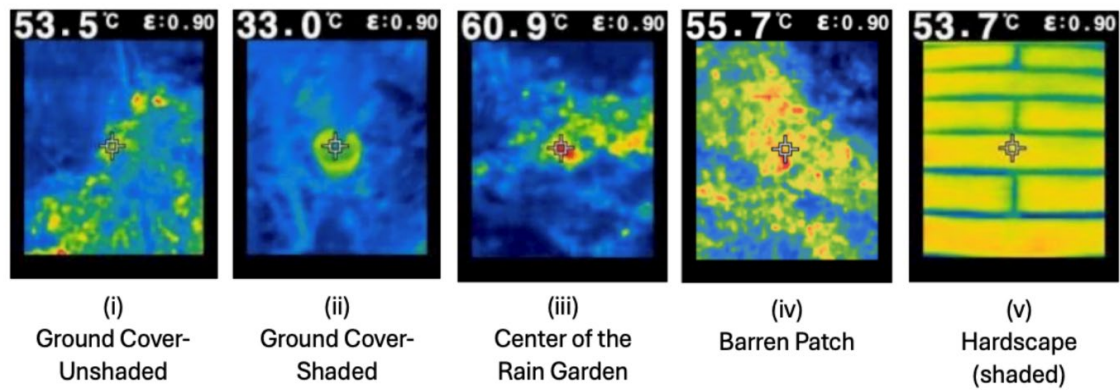 53.5°C ε:0.90
33.0°C ε:0.90
60.9°C ε:0.90
55.7°C ε:0.90
53.7°C ε:0.90
(i)
Ground Cover-
Unshaded
(ii)
Ground Cover-
Shaded
(iii)
Center of the
Rain Garden
(iv)
Barren Patch
(v)
Hardscape
(shaded)